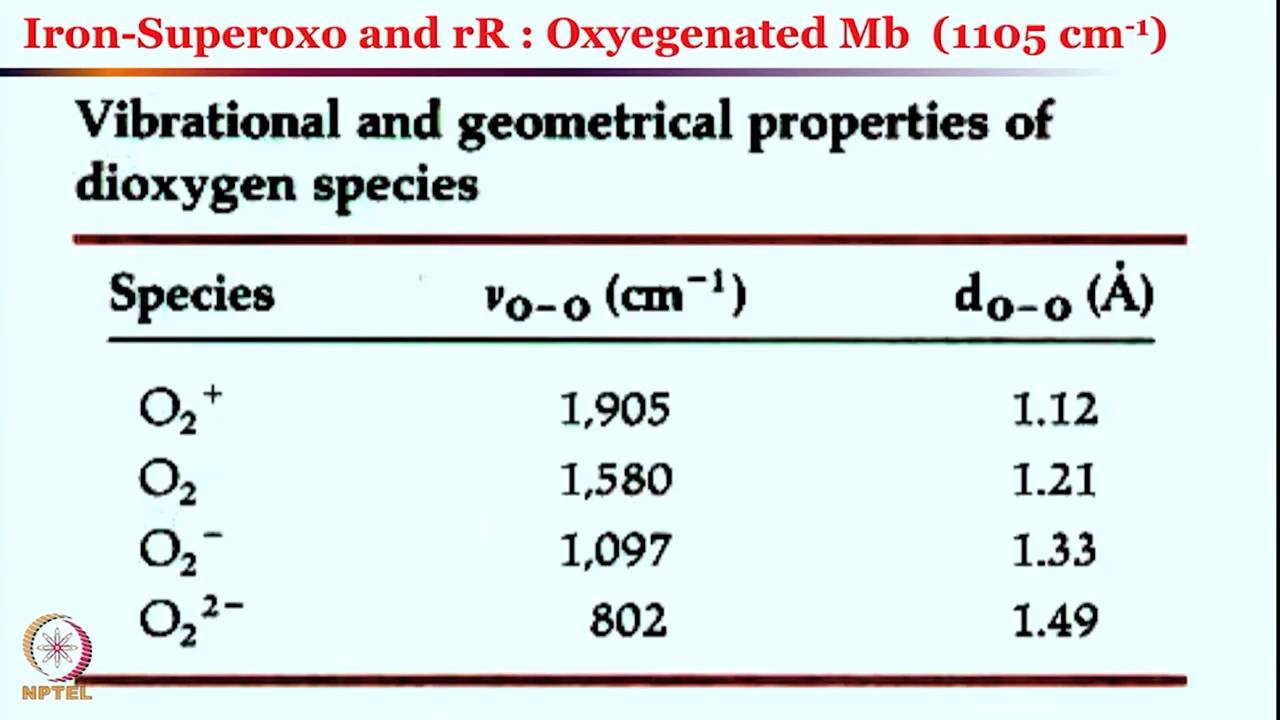 Iron-Superoxo and rR : Oxyegenated Mb (1105 cm⁻¹)
Vibrational and geometrical properties of
dioxygen species
Species ν_O–O (cm⁻¹) d_O–O (Å)
O₂⁺ 1,905 1.12
O₂ 1,580 1.21
O₂⁻ 1,097 1.33
O₂²⁻ 802 1.49
NPTEL